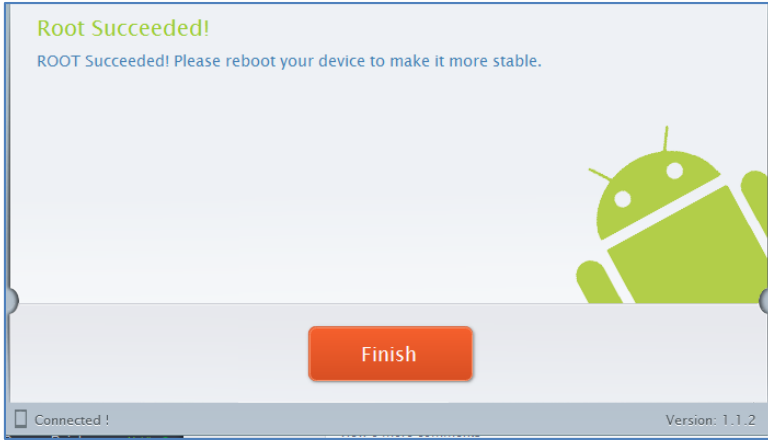 Root Succeeded!
ROOT Succeeded! Please reboot your device to make it more stable.
Finish
Connected !
Version: 1.1.2